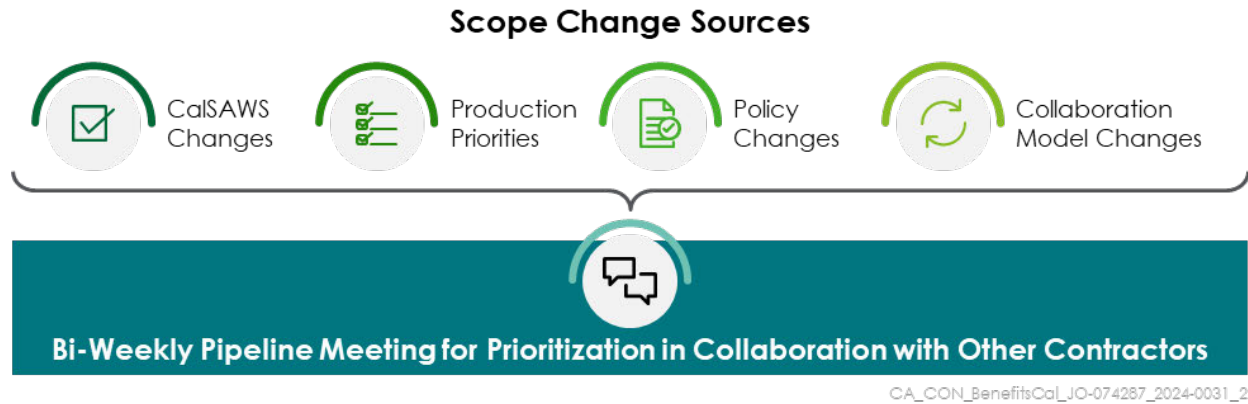 Scope Change Sources
CalSAWS
Changes
Production
Priorities
Policy
Changes
Collaboration
Model Changes
Bi-Weekly Pipeline Meeting for Prioritization in Collaboration with Other Contractors
CA_CON_BenefitsCal_JO-074287_2024-0031_2